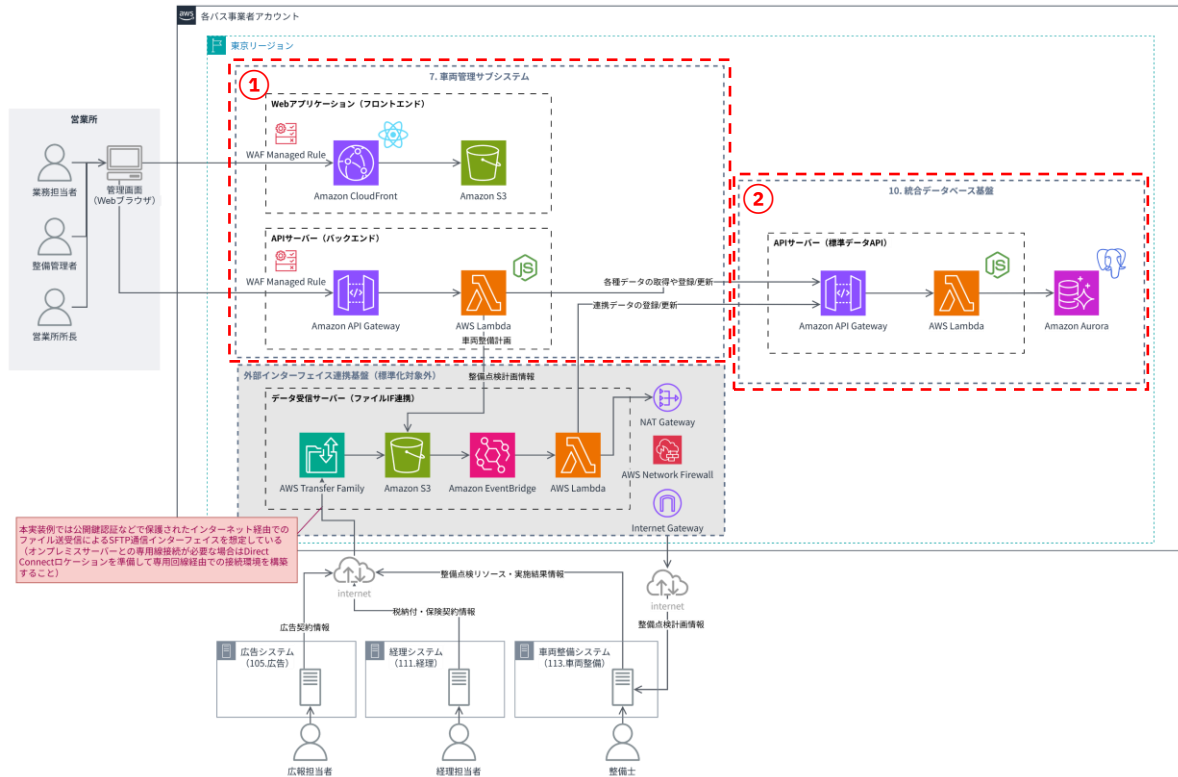 aws
各バス事業者アカウント
東京リージョン
①
7. 車両管理サブシステム
Webアプリケーション（フロントエンド）
WAF Managed Rule
Amazon CloudFront
Amazon S3
営業所
業務担当者
管理画面
（Webブラウザ）
整備管理者
営業所所長
APIサーバー（バックエンド）
WAF Managed Rule
Amazon API Gateway
AWS Lambda
車両整備計画
各種データの取得や登録/更新
連携データの登録/更新
②
10. 統合データベース基盤
APIサーバー（標準データAPI）
Amazon API Gateway
AWS Lambda
Amazon Aurora
外部インターフェイス連携基盤（標準化対象外）
整備点検計画情報
データ受信サーバー（ファイルIF連携）
AWS Transfer Family
Amazon S3
Amazon EventBridge
AWS Lambda
NAT Gateway
AWS Network Firewall
Internet Gateway
本実装例では公開鍵認証などで保護されたインターネット経由での
ファイル送受信によるSFTP通信インターフェイスを想定している
（オンプレミスサーバーとの専用線接続が必要な場合はDirect
Connectロケーションを準備して専用回線経由での接続環境を構築
すること）
internet
整備点検リソース・実施結果情報
internet
税納付・保険契約情報
広告契約情報
整備点検計画情報
広告システム
（105.広告）
経理システム
（111.経理）
車両整備システム
（113.車両整備）
広報担当者
経理担当者
整備士